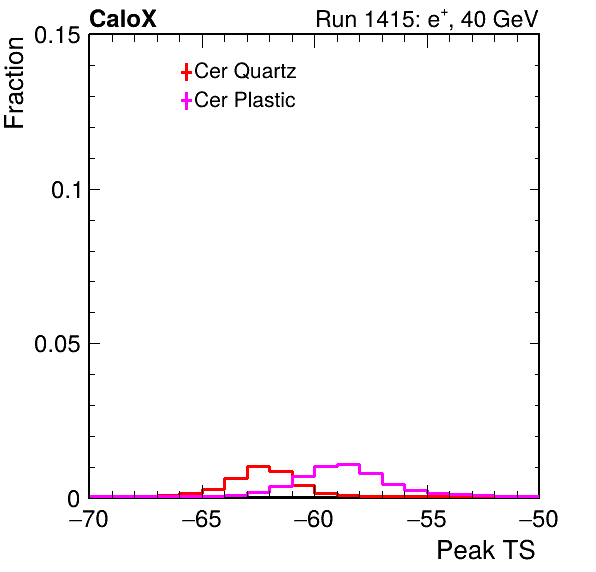 CaloX Run 1415: e⁺, 40 GeV
Fraction
0.15
Cer Quartz
Cer Plastic
0.1
0.05
0
−70 −65 −60 −55 −50
Peak TS